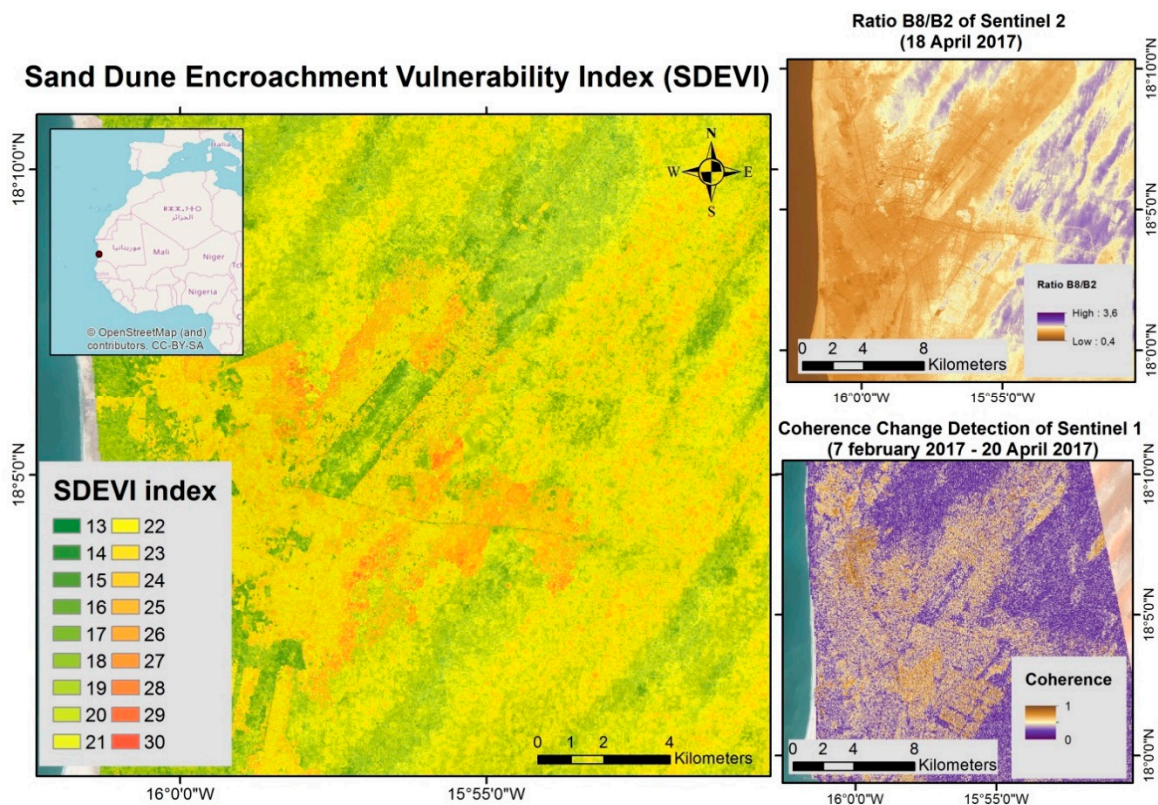 Sand Dune Encroachment Vulnerability Index (SDEVI)
18°10'0"N
18°5'0"N
16°0'0"W
15°55'0"W
N
W E
S
Italia
الجزائر
موريتانيا
Mali
Niger
Nigeria
© OpenStreetMap (and)
contributors, CC-BY-SA
SDEVI index
13 22
14 23
15 24
16 25
17 26
18 27
19 28
20 29
21 30
0 1 2 4
Kilometers
Ratio B8/B2 of Sentinel 2
(18 April 2017)
18°10'0"N
18°5'0"N
18°0'0"N
16°0'0"W
15°55'0"W
Ratio B8/B2
High : 3,6
Low : 0,4
0 2 4 8
Kilometers
Coherence Change Detection of Sentinel 1
(7 february 2017 - 20 April 2017)
18°10'0"N
18°5'0"N
18°0'0"N
16°0'0"W
15°55'0"W
Coherence
1
0
0 2 4 8
Kilometers